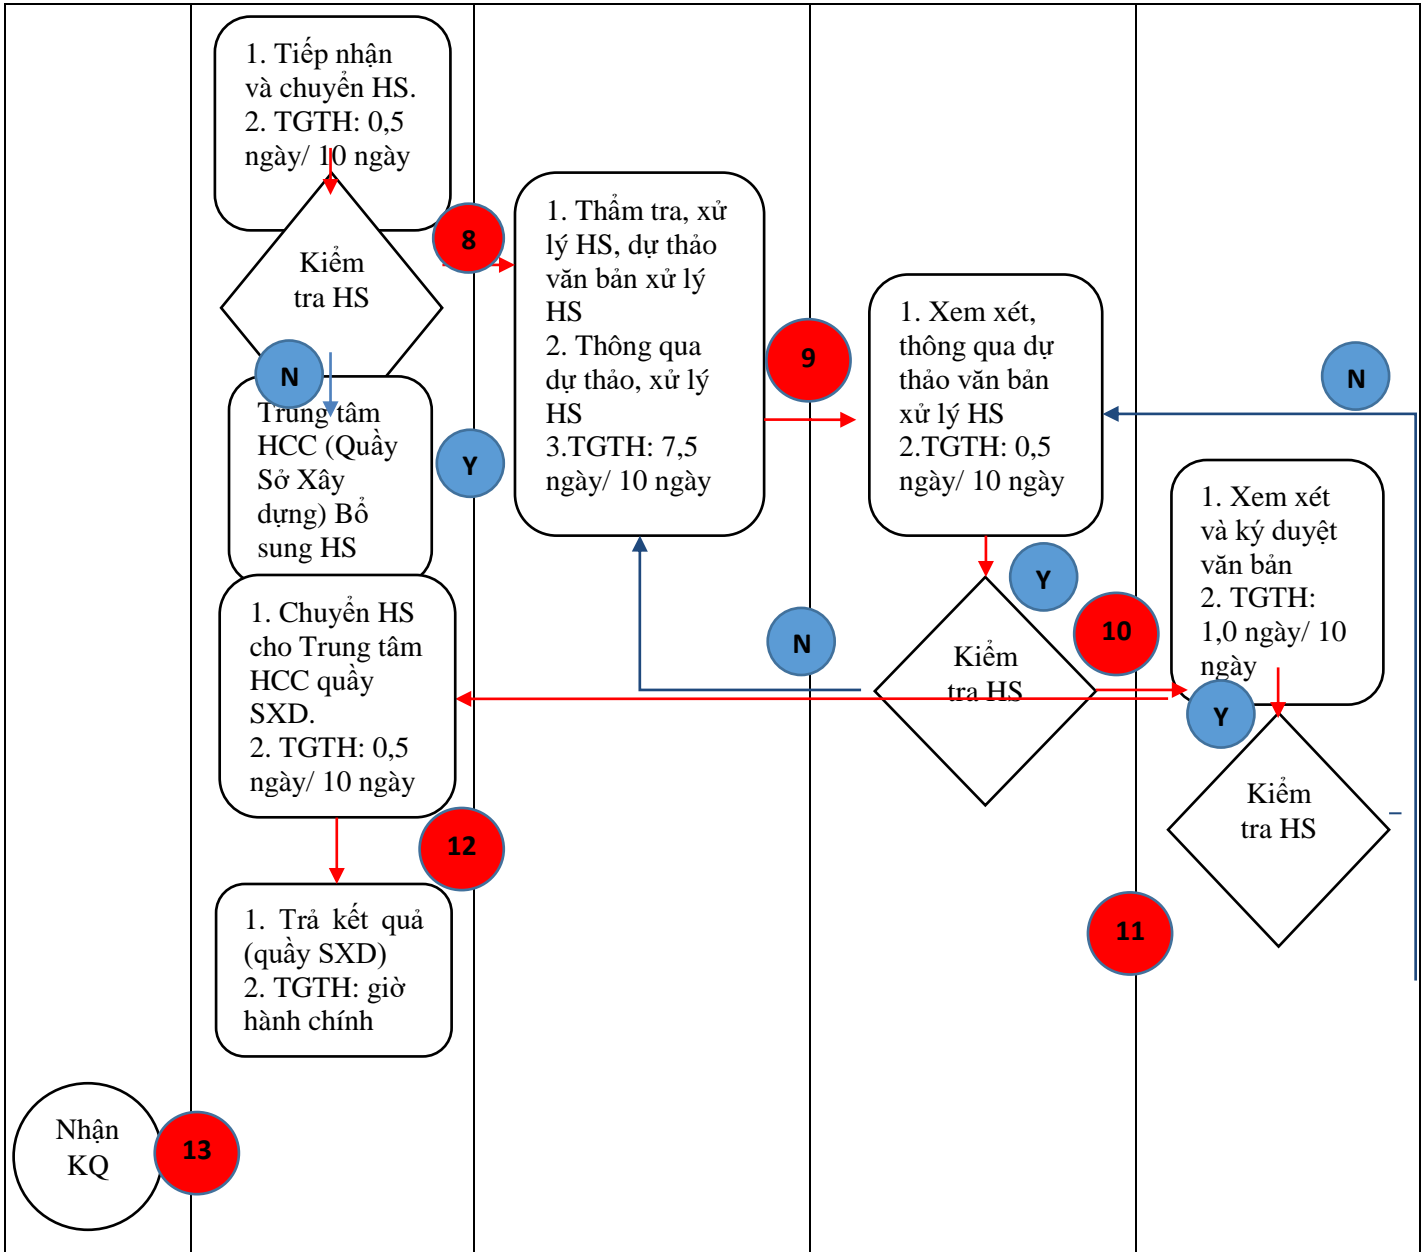 1. Tiếp nhận
và chuyển HS.
2. TGTH: 0,5
ngày/ 10 ngày
Kiểm
tra HS
N
Trung tâm
HCC (Quầy
Sở Xây
dựng) Bổ
sung HS
1. Chuyển HS
cho Trung tâm
HCC quầy
SXD.
2. TGTH: 0,5
ngày/ 10 ngày
12
1. Trả kết quả
(quầy SXD)
2. TGTH: giờ
hành chính
Nhận
KQ
13
8
Y
1. Thẩm tra, xử
lý HS, dự thảo
văn bản xử lý
HS
2. Thông qua
dự thảo, xử lý
HS
3.TGTH: 7,5
ngày/ 10 ngày
9
N
1. Xem xét,
thông qua dự
thảo văn bản
xử lý HS
2.TGTH: 0,5
ngày/ 10 ngày
Y
Kiểm
tra HS
10
11
N
1. Xem xét
và ký duyệt
văn bản
2. TGTH:
1,0 ngày/ 10
ngày
Y
Kiểm
tra HS